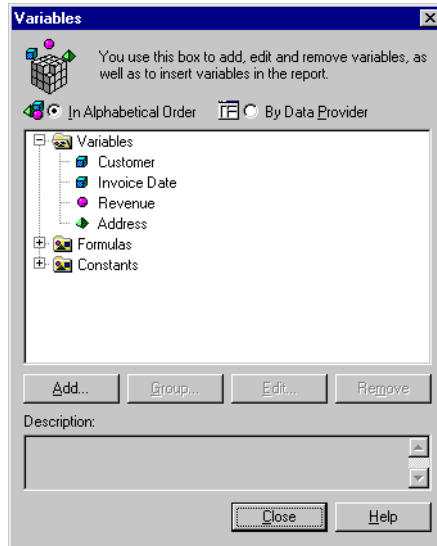 Variables
You use this box to add, edit and remove variables, as
well as to insert variables in the report.
In Alphabetical Order By Data Provider
Variables
Customer
Invoice Date
Revenue
Address
Formulas
Constants
Add... Group... Edit... Remove
Description:
Close Help